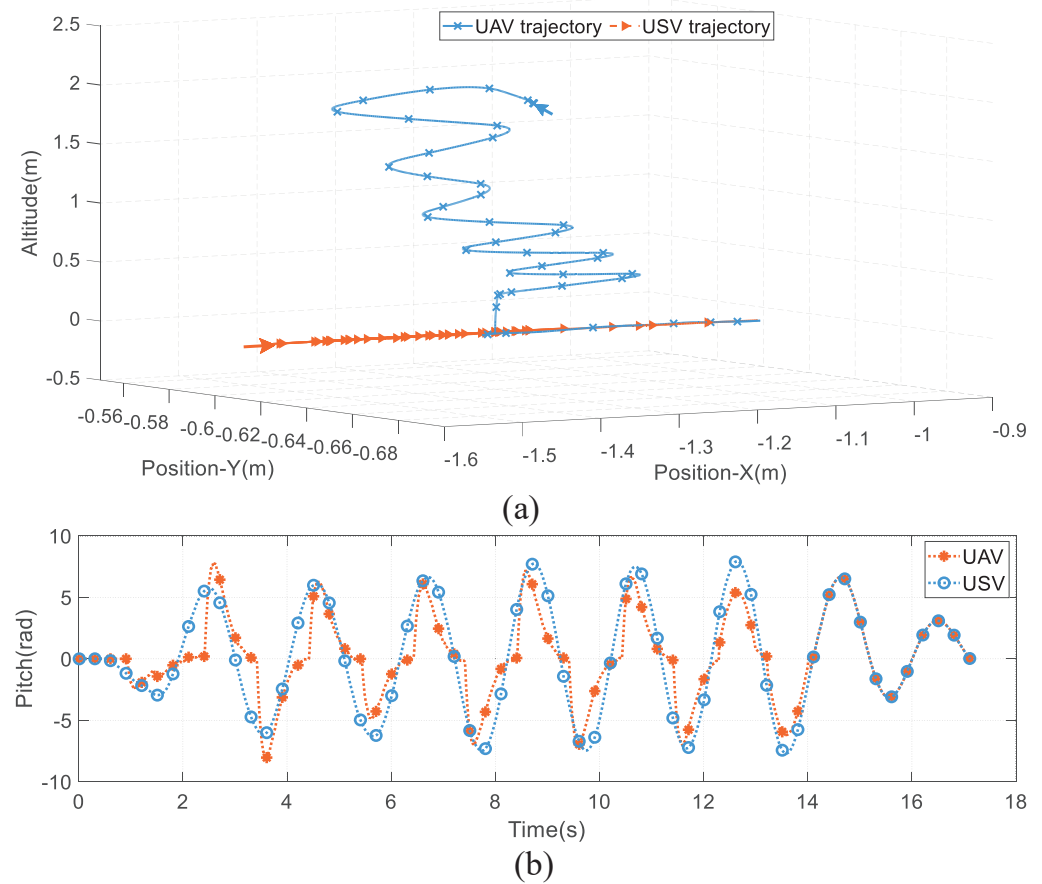 UAV trajectory USV trajectory
2.5
2
1.5
1
0.5
0
-0.5
Altitude(m)
-0.56 -0.58 -0.6 -0.62 -0.64 -0.66 -0.68
Position-Y(m)
-1.6 -1.5 -1.4 -1.3 -1.2 -1.1 -1 -0.9
Position-X(m)
(a)
10
5
0
-5
-10
Pitch(rad)
UAV
USV
0 2 4 6 8 10 12 14 16 18
Time(s)
(b)